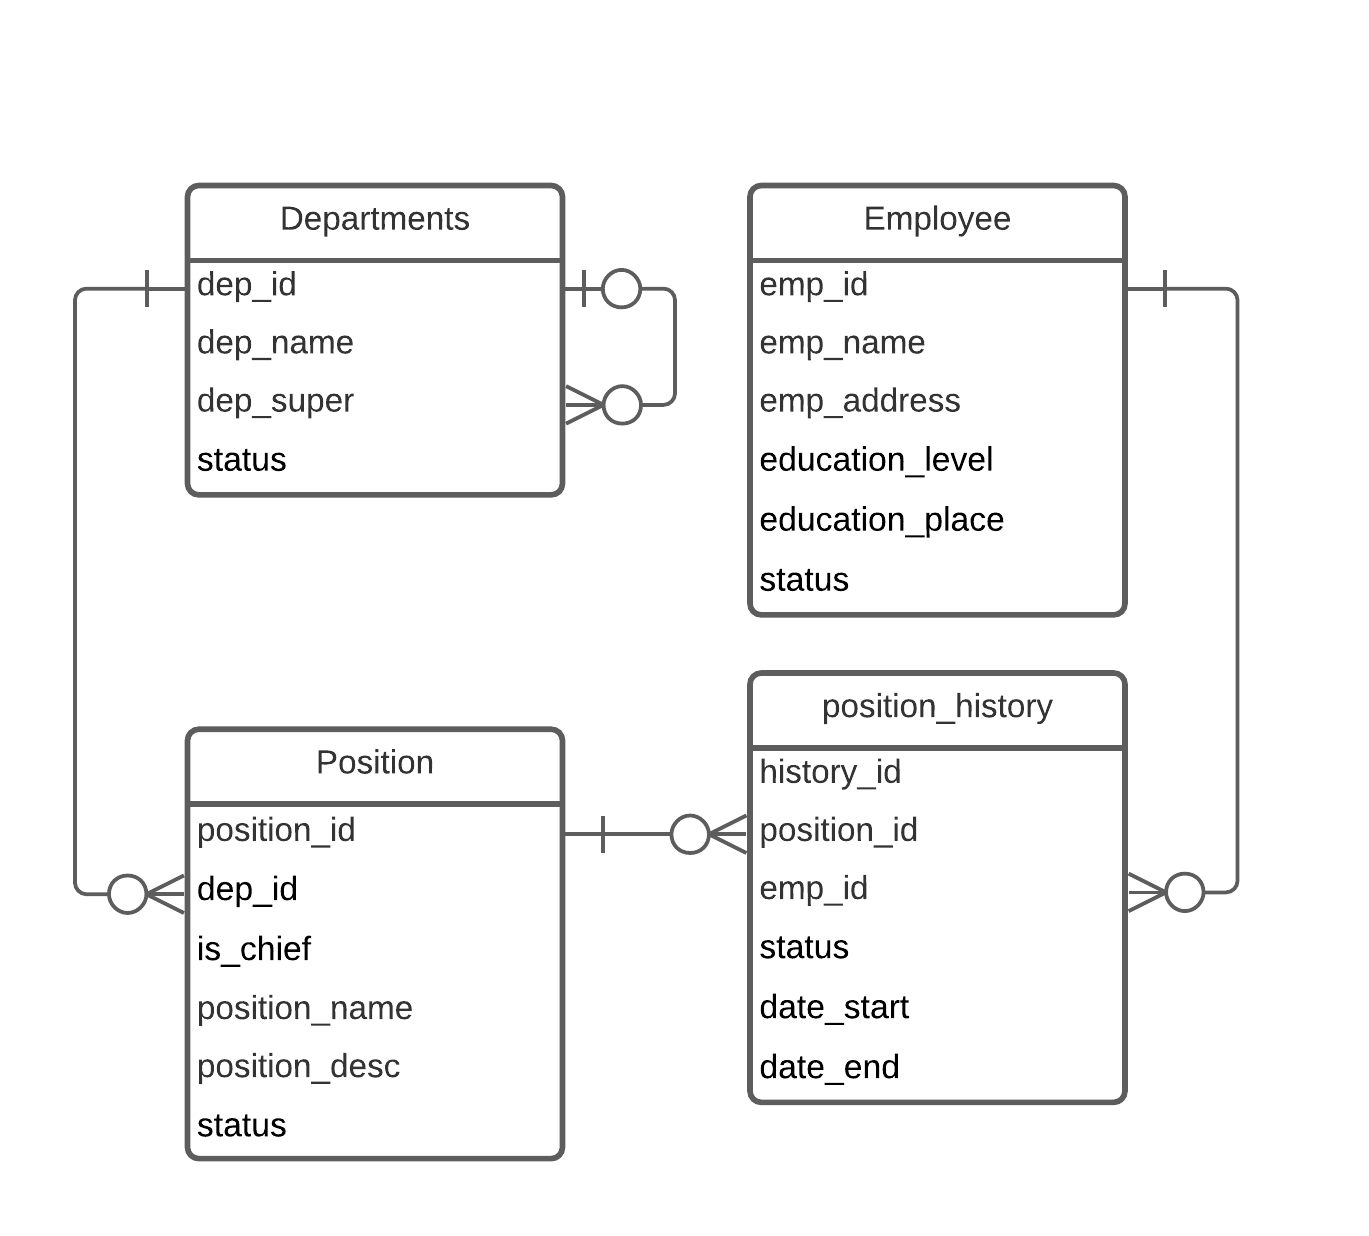 Departments
dep_id
dep_name
dep_super
status
Employee
emp_id
emp_name
emp_address
education_level
education_place
status
Position
position_id
dep_id
is_chief
position_name
position_desc
status
position_history
history_id
position_id
emp_id
status
date_start
date_end